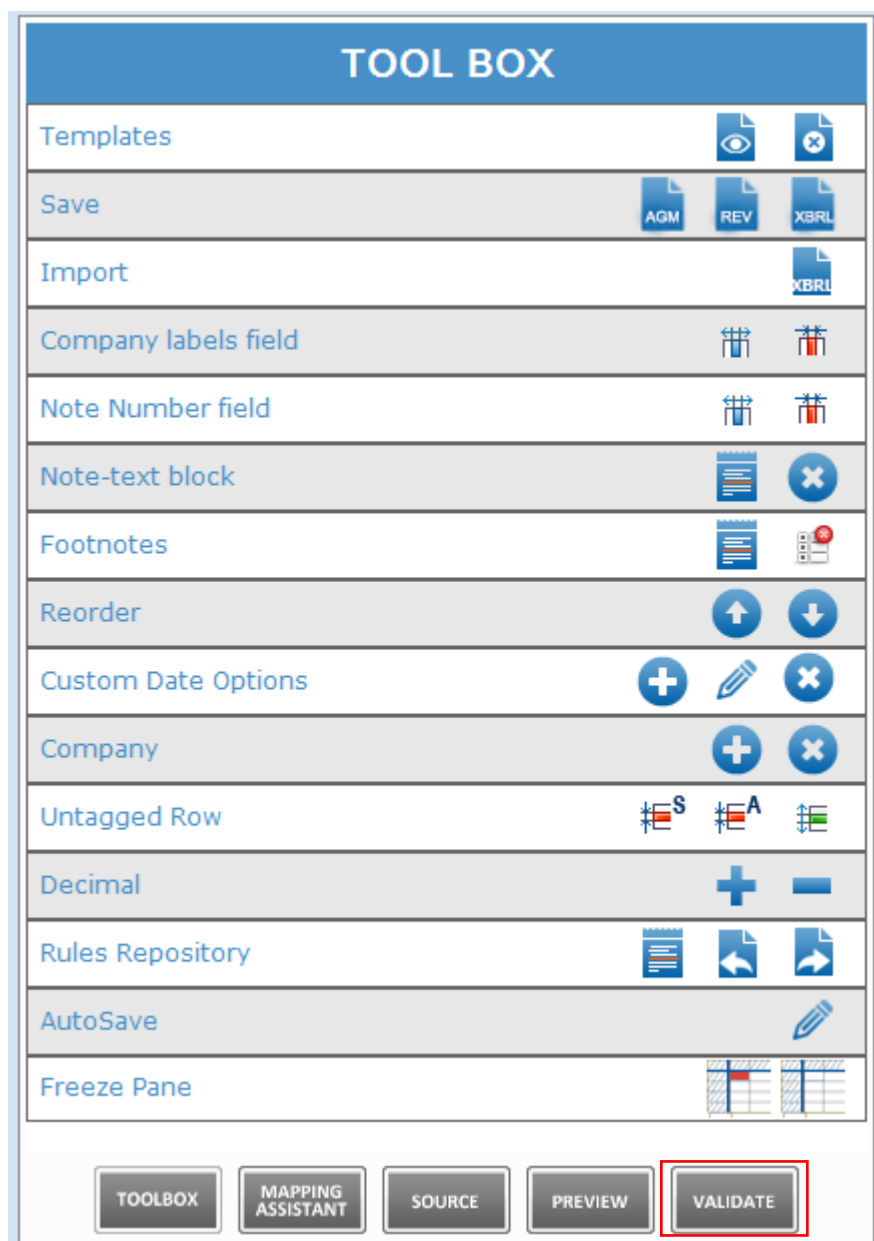 TOOL BOX
Templates
Save AGM REV XBRL
Import XBRL
Company labels field
Note Number field
Note-text block
Footnotes
Reorder
Custom Date Options
Company
Untagged Row S A
Decimal
Rules Repository
AutoSave
Freeze Pane
TOOLBOX MAPPING ASSISTANT SOURCE PREVIEW VALIDATE